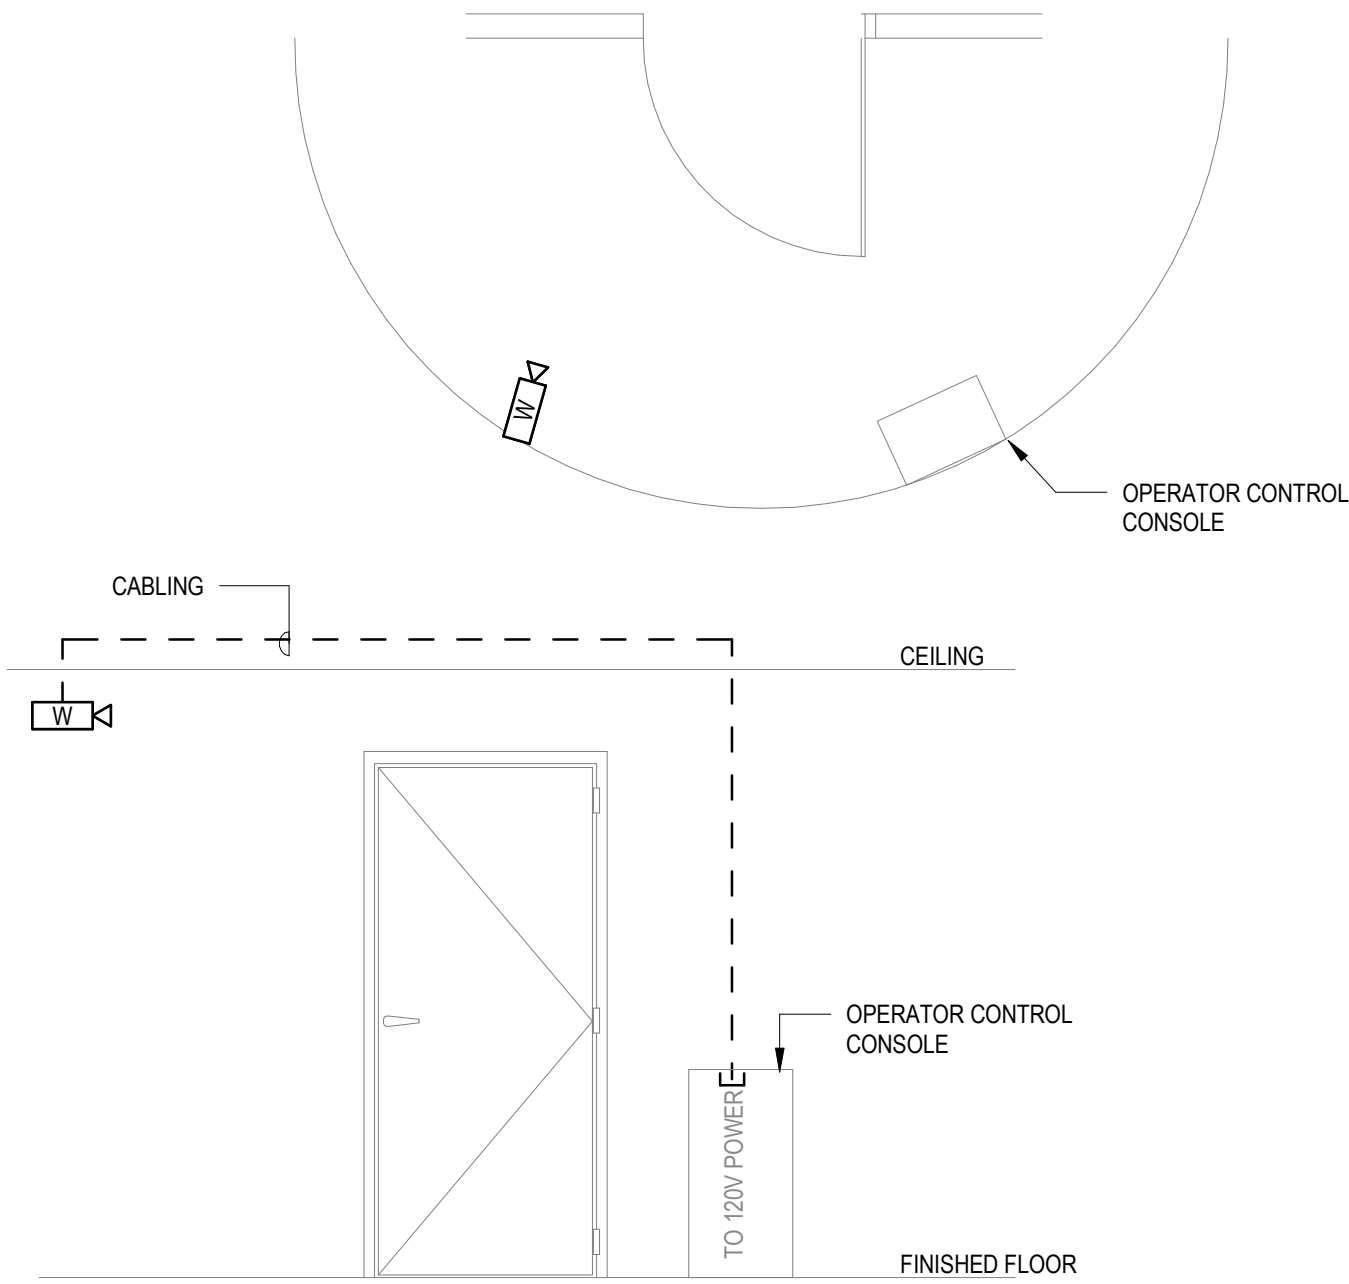 W
OPERATOR CONTROL
CONSOLE
CABLING
CEILING
W
OPERATOR CONTROL
CONSOLE
TO 120V POWER
FINISHED FLOOR